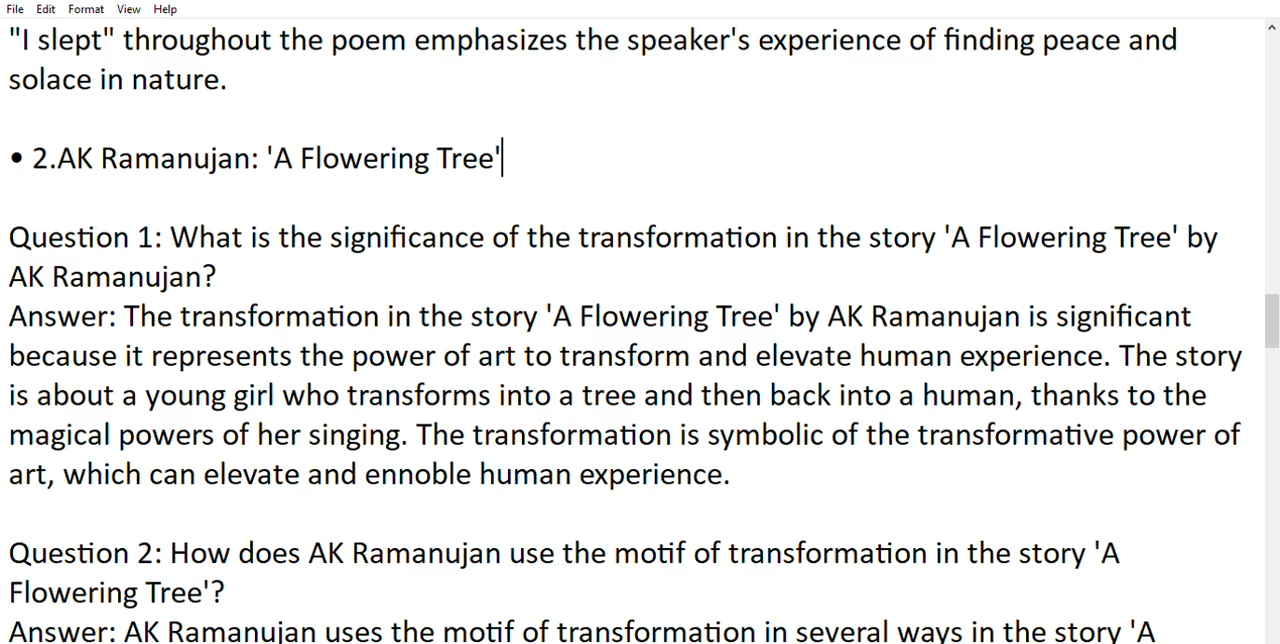 File Edit Format View Help
"I slept" throughout the poem emphasizes the speaker's experience of finding peace and
solace in nature.
• 2.AK Ramanujan: 'A Flowering Tree'
Question 1: What is the significance of the transformation in the story 'A Flowering Tree' by
AK Ramanujan?
Answer: The transformation in the story 'A Flowering Tree' by AK Ramanujan is significant
because it represents the power of art to transform and elevate human experience. The story
is about a young girl who transforms into a tree and then back into a human, thanks to the
magical powers of her singing. The transformation is symbolic of the transformative power of
art, which can elevate and ennoble human experience.
Question 2: How does AK Ramanujan use the motif of transformation in the story 'A
Flowering Tree'?
Answer: AK Ramanujan uses the motif of transformation in several ways in the story 'A